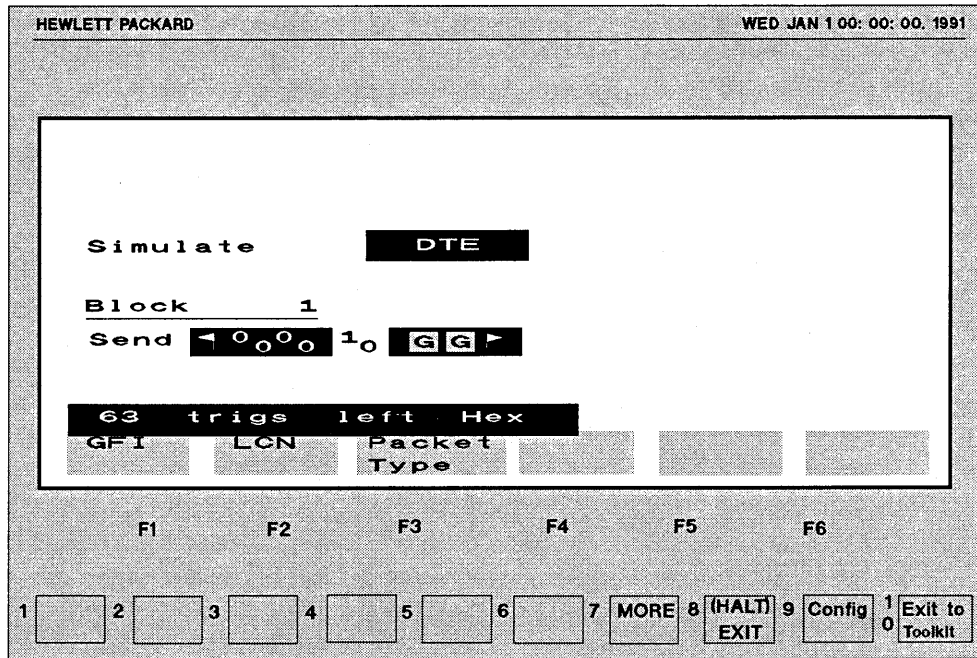 HEWLETT PACKARD WED JAN 1 00: 00: 00. 1991
Simulate DTE
Block 1
Send 0000 10 GG
63 trigs left Hex
GFI LCN Packet Type
F1 F2 F3 F4 F5 F6
1 2 3 4 5 6 7 MORE 8 (HALT) EXIT 9 Config 10 Exit to Toolkit